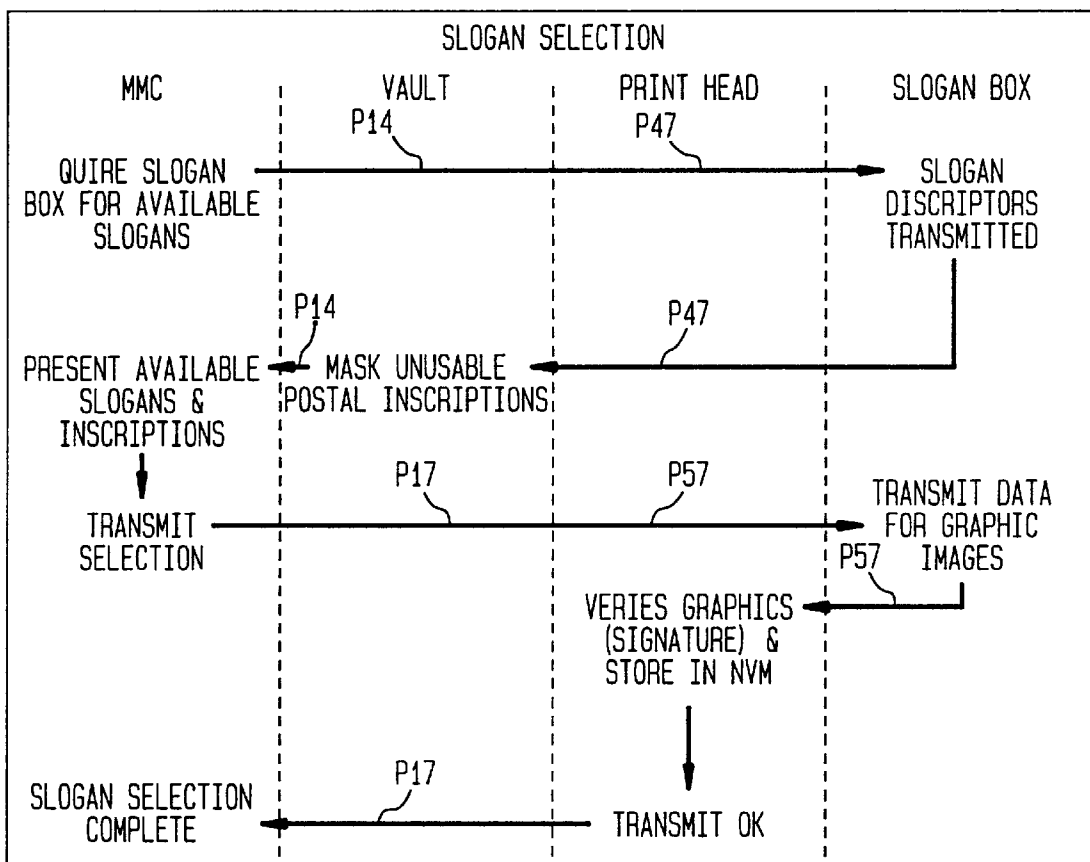 SLOGAN SELECTION
MMC
VAULT
PRINT HEAD
SLOGAN BOX
P14
P47
QUIRE SLOGAN
BOX FOR AVAILABLE
SLOGANS
SLOGAN
DISCRIPTORS
TRANSMITTED
P14
P47
PRESENT AVAILABLE
SLOGANS &
INSCRIPTIONS
MASK UNUSABLE
POSTAL INSCRIPTIONS
P17
P57
TRANSMIT
SELECTION
TRANSMIT DATA
FOR GRAPHIC
IMAGES
P57
VERIES GRAPHICS
(SIGNATURE) &
STORE IN NVM
P17
SLOGAN SELECTION
COMPLETE
TRANSMIT OK